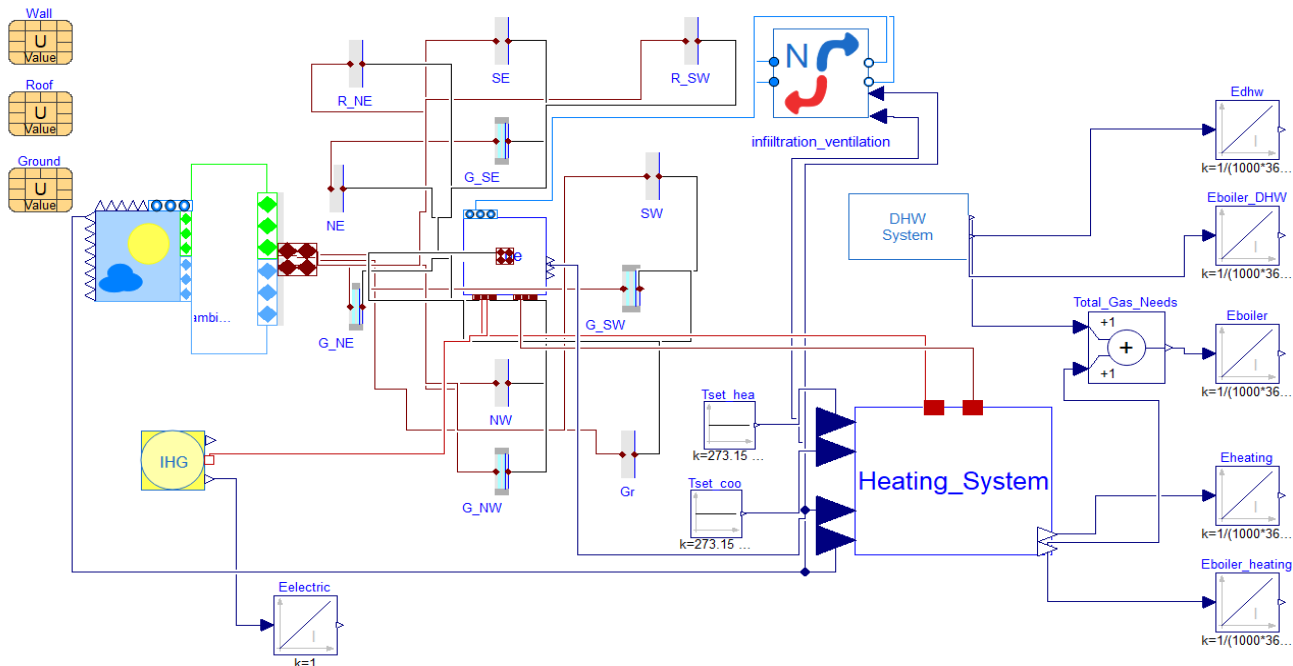 Wall
U
Value
Roof
U
Value
Ground
U
Value
SE
R_NE
R_SW
N
infiiltration_ventilation
G_SE
NE
SW
ambi...
G_NE
G_SW
NW
G_NW
Gr
IHG
Eelectric
I
k=1
Tset_hea
k=273.15 ...
Tset_coo
k=273.15 ...
Heating_System
DHW
System
Total_Gas_Needs
+1
+
+1
Edhw
I
k=1/(1000*36...
Eboiler_DHW
I
k=1/(1000*36...
Eboiler
I
k=1/(1000*36...
Eheating
I
k=1/(1000*36...
Eboiler_heating
I
k=1/(1000*36...